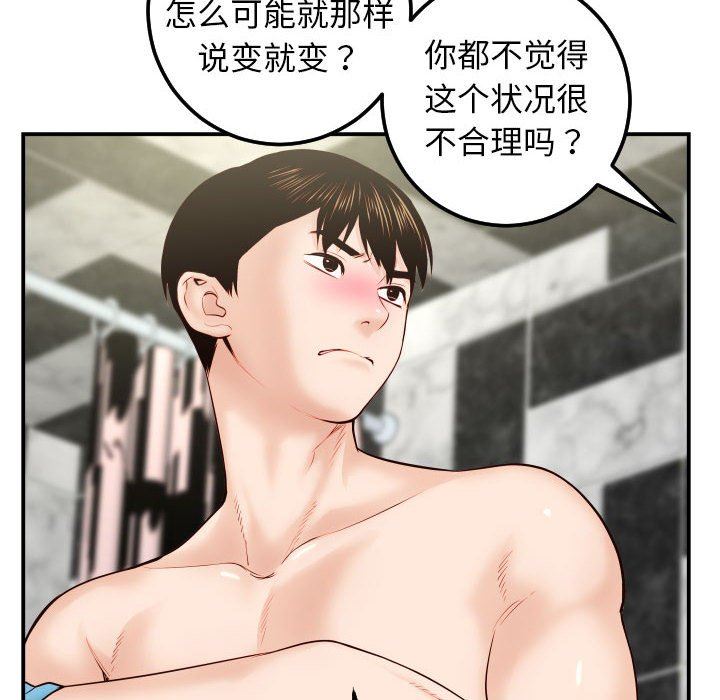 怎么可能就那样
说变就变？
你都不觉得
这个状况很
不合理吗？